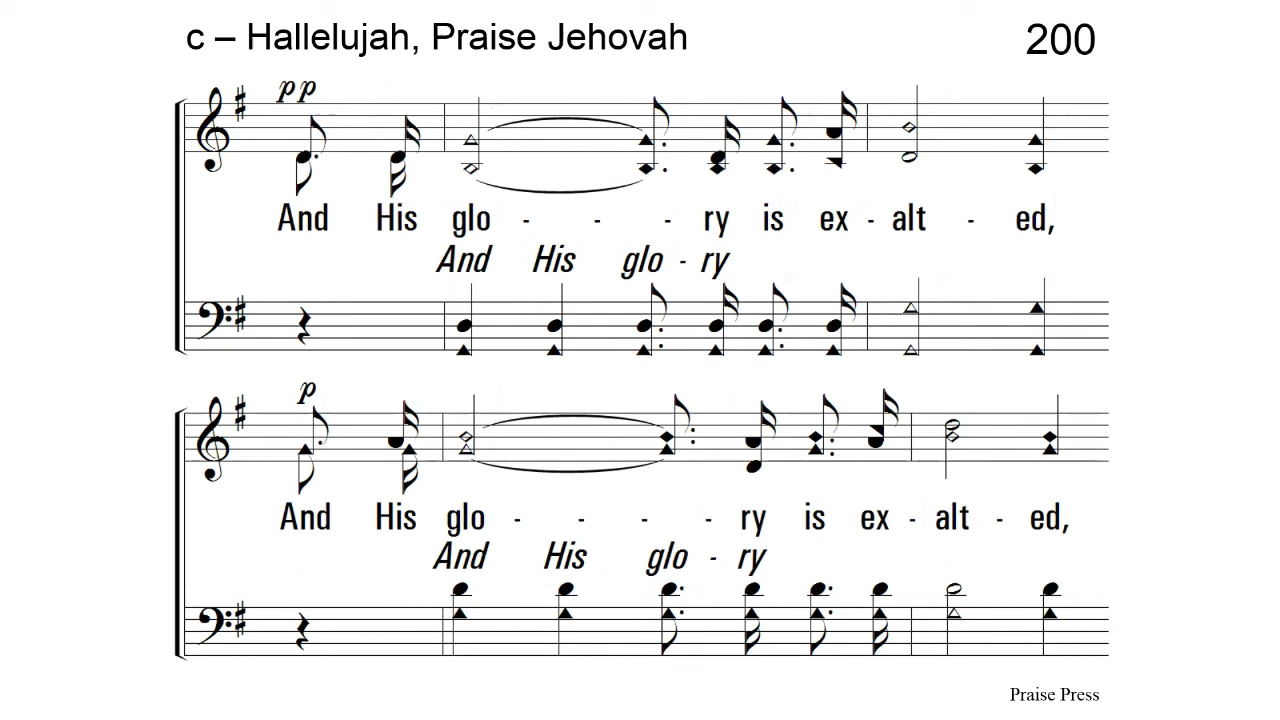 c – Hallelujah, Praise Jehovah 200
pp
And His glo - - - ry is ex - alt - ed,
And His glo - ry
p
And His glo - - - - ry is ex - alt - ed,
And His glo - ry
Praise Press